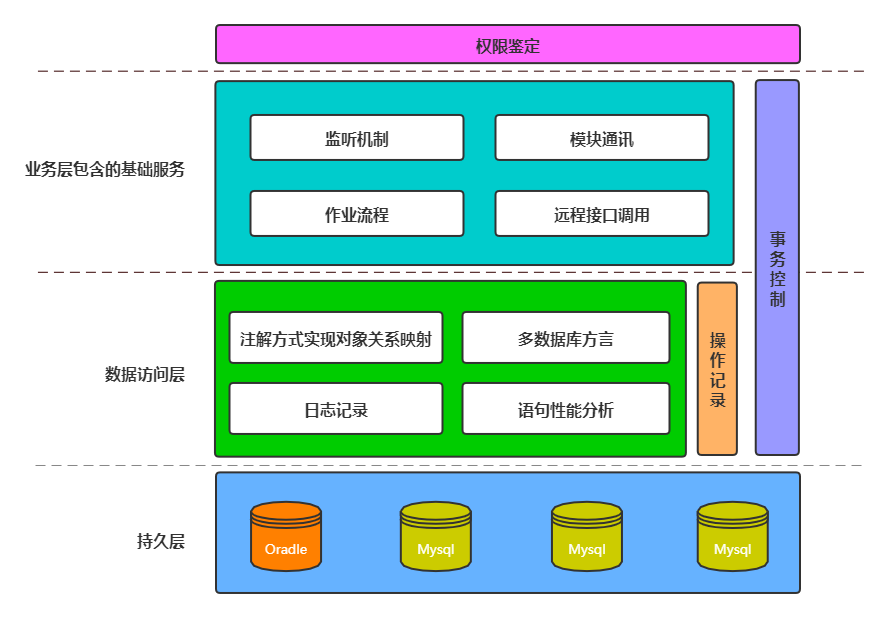 权限鉴定
业务层包含的基础服务
监听机制
模块通讯
作业流程
远程接口调用
事务控制
数据访问层
注解方式实现对象关系映射
多数据库方言
日志记录
语句性能分析
操作记录
持久层
Oradle
Mysql
Mysql
Mysql